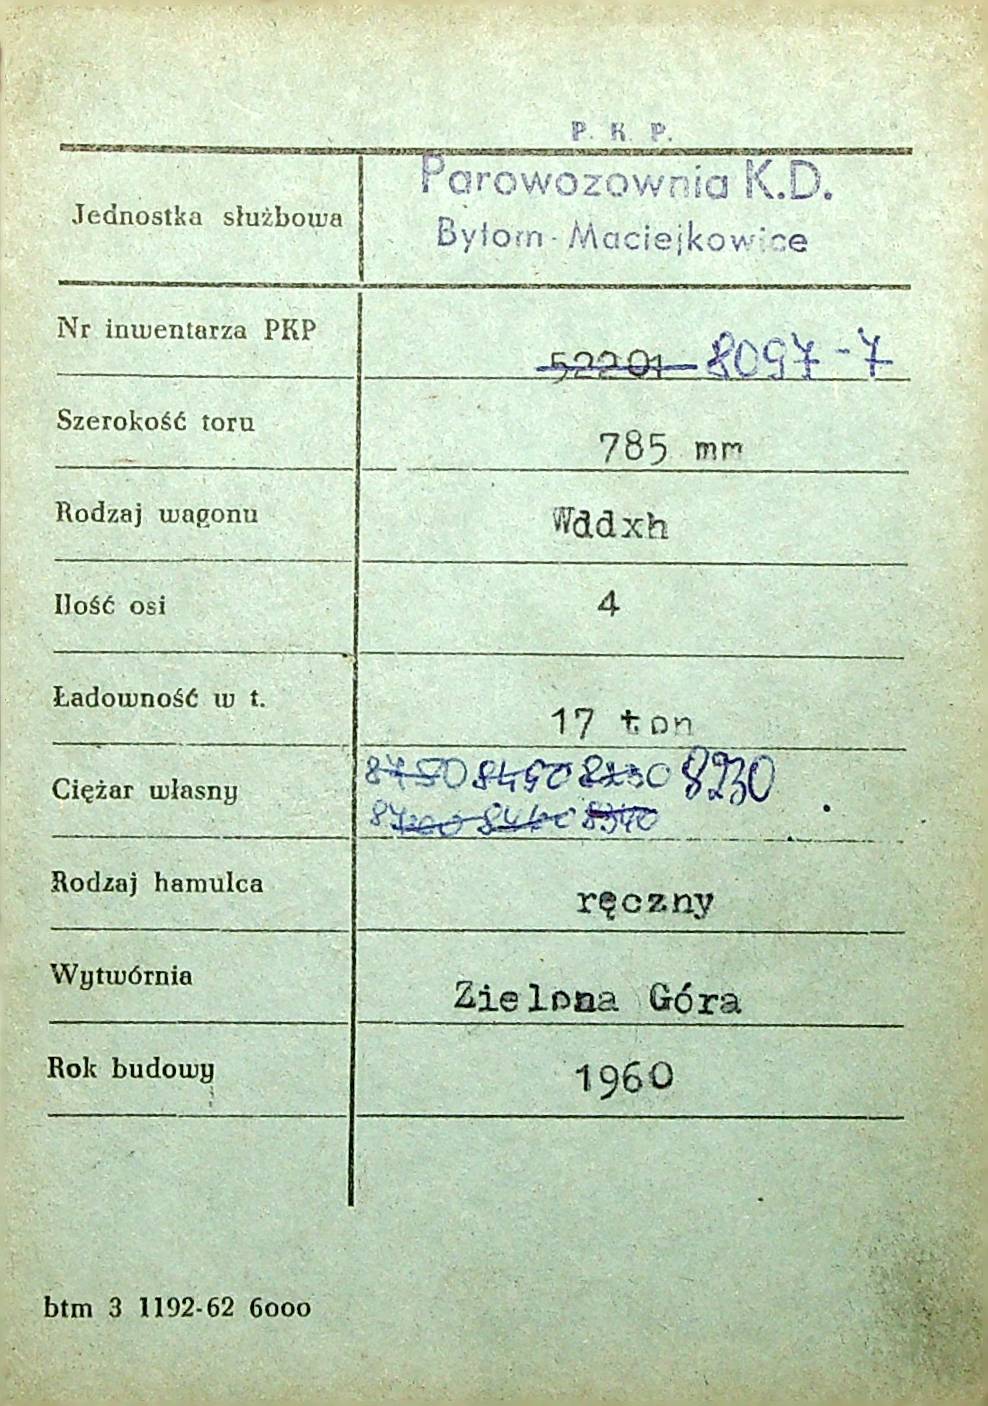 P. K. P.
Parowozownia K.D.
Jednostka służbowa
Bytom-Maciejkowice
Nr inwentarza PKP 52201 8097-7
Szerokość toru 785 mm
Rodzaj wagonu Wddxh
Ilość osi 4
Ładowność w t. 17 ton
Ciężar własny 8750 8450 8230 8230
8340
Rodzaj hamulca ręczny
Wytwórnia Zielona Góra
Rok budowy 1960
btm 3 1192-62 6000